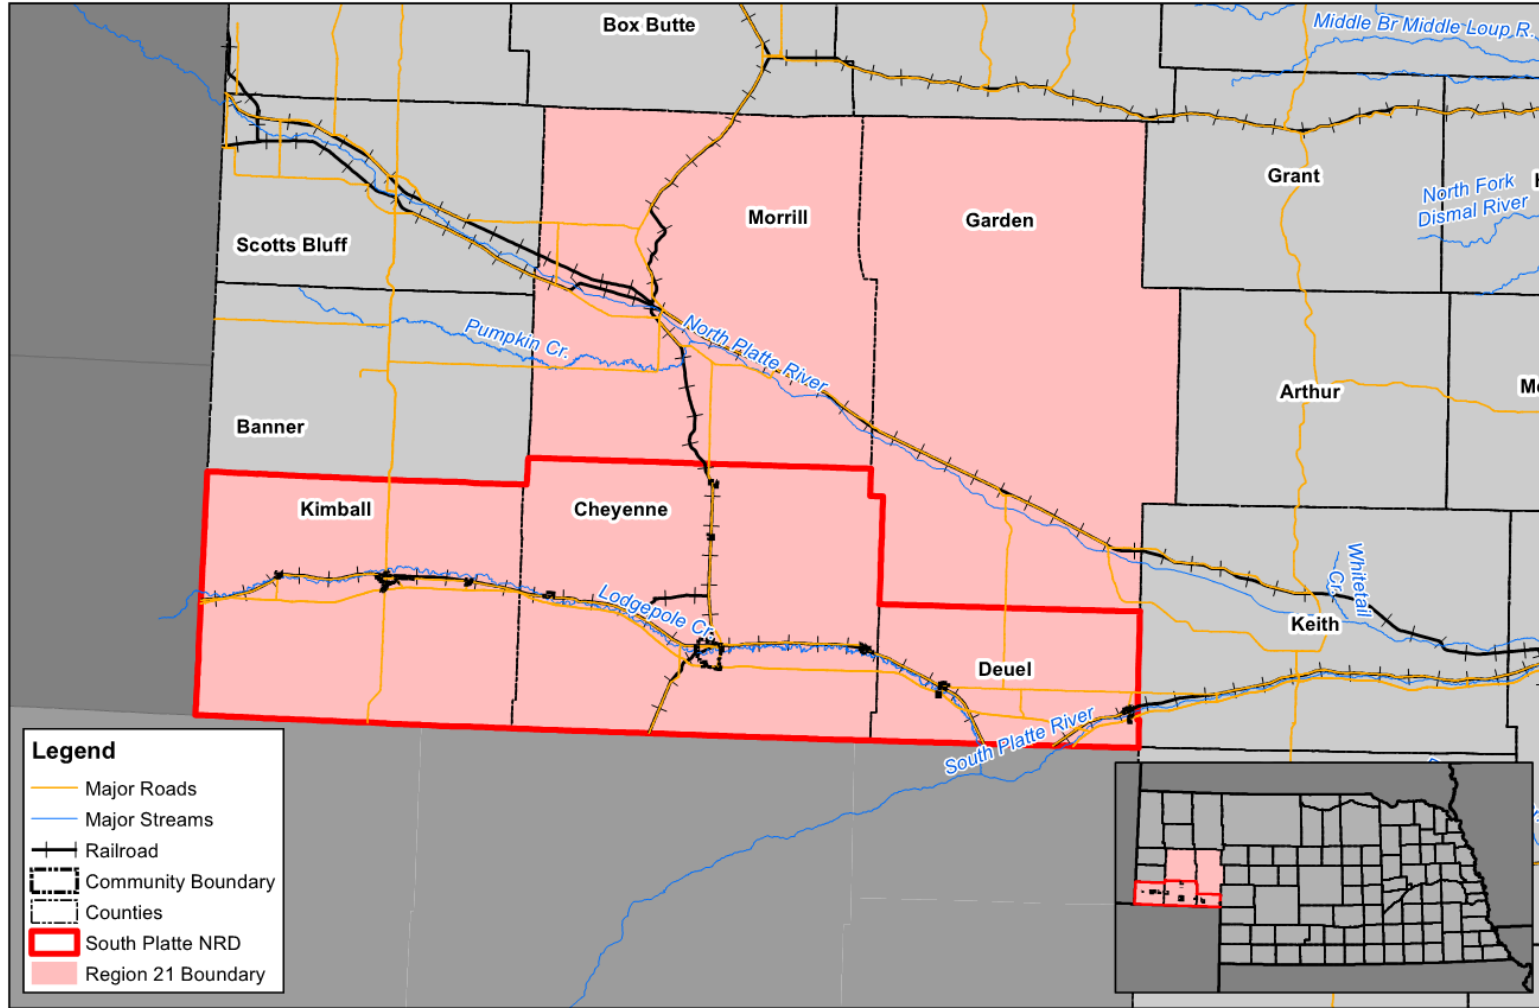 Box Butte
Middle Br Middle Loup R.
Grant
North Fork
Dismal River
Morrill
Garden
Scotts Bluff
Pumpkin Cr.
North Platte River
Arthur
Banner
Kimball
Cheyenne
Whitetail
Cr.
Lodgepole Cr.
Keith
Deuel
South Platte River
Legend
Major Roads
Major Streams
Railroad
Community Boundary
Counties
South Platte NRD
Region 21 Boundary